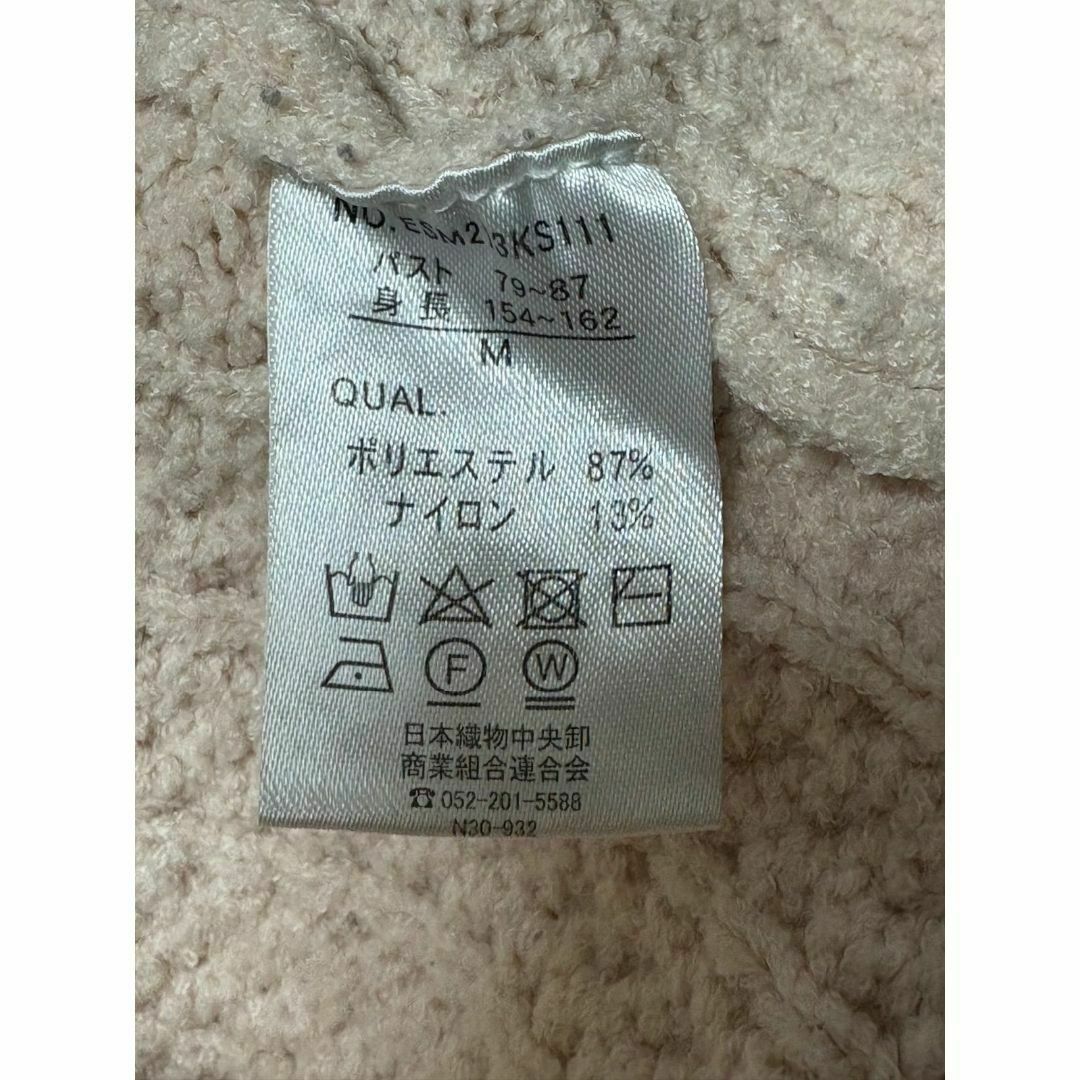 NO. ESM23KS111
バスト 79~87
身長 154~162
M
QUAL.
ポリエステル 87%
ナイロン 13%
F W
日本織物中央卸
商業組合連合会
☎052-201-5588
N30-932